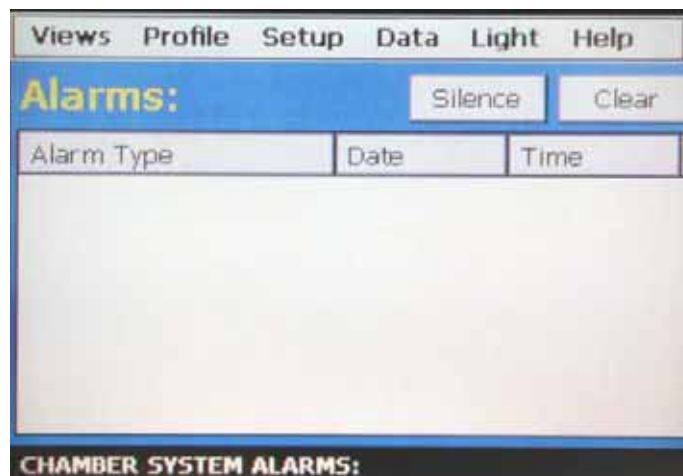 Views Profile Setup Data Light Help
Alarms: Silence Clear
Alarm Type Date Time
CHAMBER SYSTEM ALARMS: